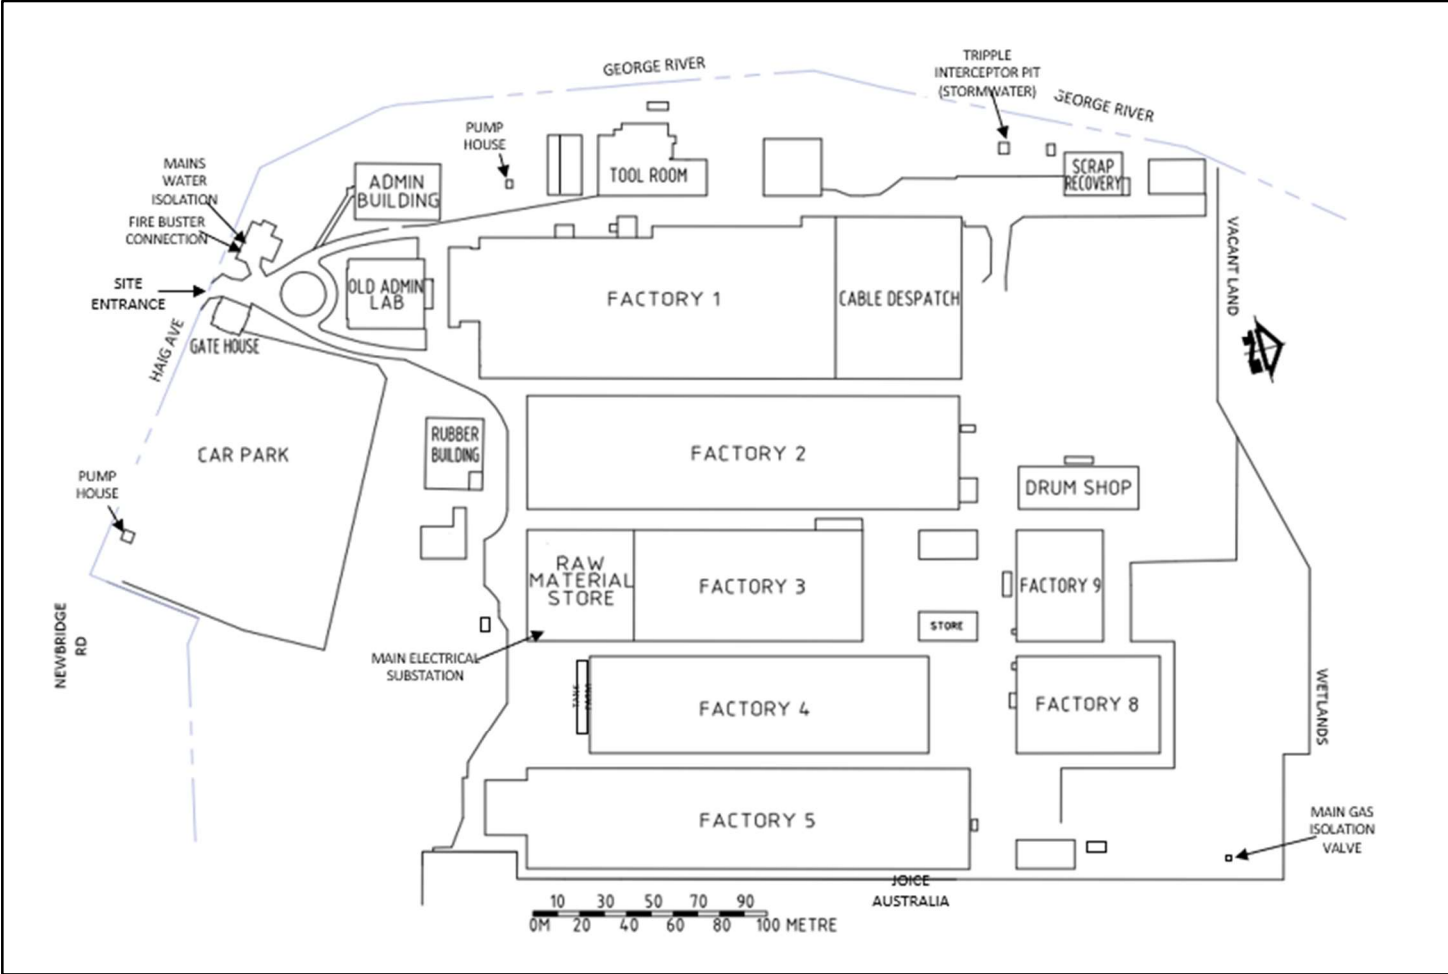 GEORGE RIVER
TRIPPLE
INTERCEPTOR PIT
(STORMWATER)
GEORGE RIVER
PUMP
HOUSE
MAINS
WATER
ISOLATION
FIRE BUSTER
CONNECTION
ADMIN
BUILDING
TOOL ROOM
SCRAP
RECOVERY
SITE
ENTRANCE
OLD ADMIN
LAB
FACTORY 1
CABLE DESPATCH
VACANT LAND
HAIG AVE
GATE HOUSE
CAR PARK
RUBBER
BUILDING
FACTORY 2
PUMP
HOUSE
DRUM SHOP
RAW
MATERIAL
STORE
FACTORY 3
FACTORY 9
STORE
NEWBRIDGE
RD
MAIN ELECTRICAL
SUBSTATION
TANK
FARM
FACTORY 4
FACTORY 8
WETLANDS
FACTORY 5
MAIN GAS
ISOLATION
VALVE
JOICE
AUSTRALIA
10 30 50 70 90
0M 20 40 60 80 100 METRE